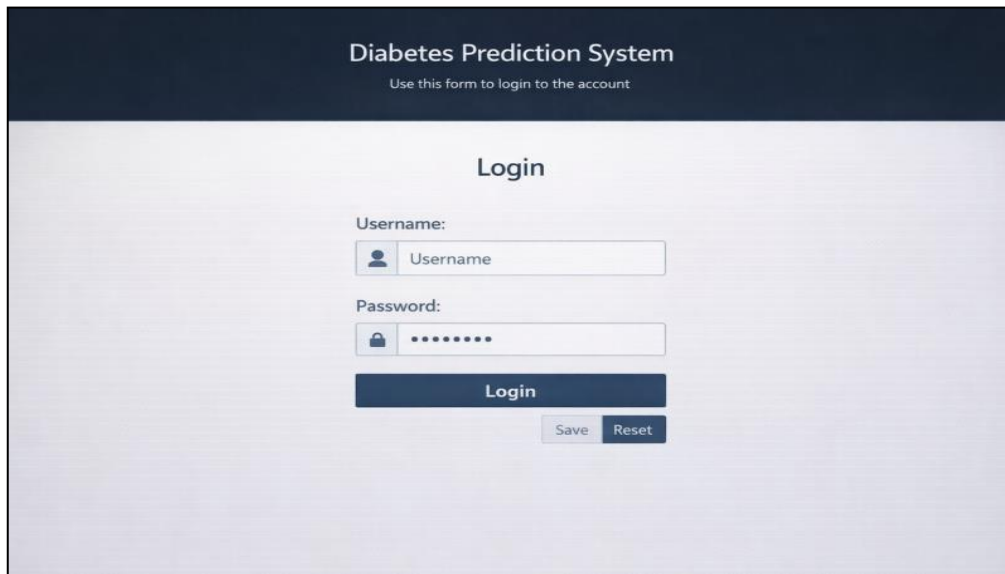 Diabetes Prediction System
Use this form to login to the account
Login
Username:
Username
Password:
••••••••
Login
Save Reset